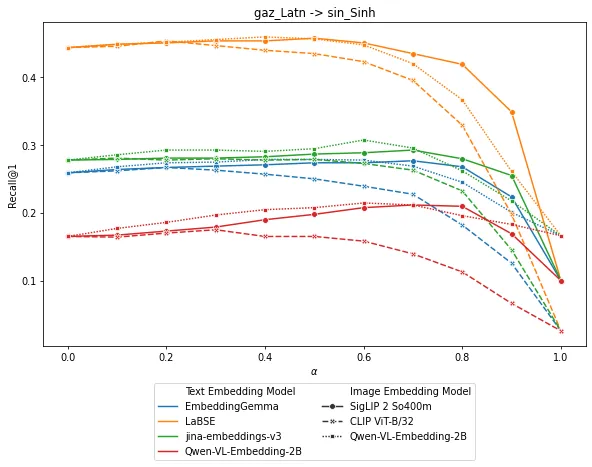 gaz_Latn -> sin_Sinh
Recall@1
0.4
0.3
0.2
0.1
0.0 0.2 0.4 0.6 0.8 1.0
α
Text Embedding Model
EmbeddingGemma
LaBSE
jina-embeddings-v3
Qwen-VL-Embedding-2B
Image Embedding Model
SigLIP 2 So400m
CLIP ViT-B/32
Qwen-VL-Embedding-2B